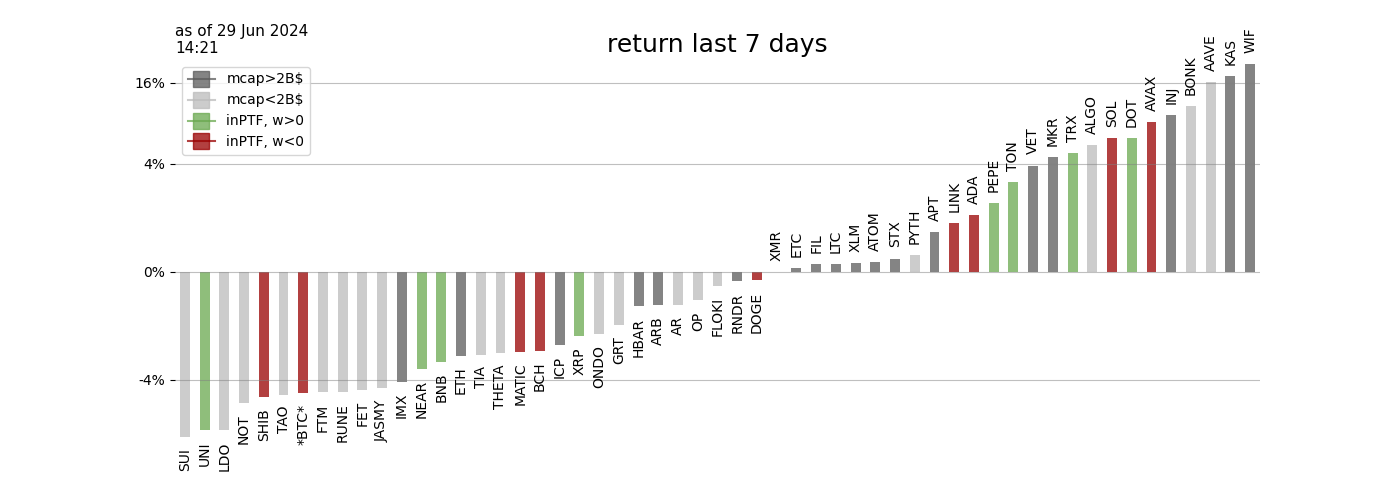 as of 29 Jun 2024
14:21
return last 7 days
mcap>2B$
mcap<2B$
inPTF, w>0
inPTF, w<0
16%
4%
0%
-4%
SUI
UNI
LDO
NOT
SHIB
TAO
*BTC*
FTM
RUNE
FET
JASMY
IMX
NEAR
BNB
ETH
TIA
THETA
MATIC
BCH
ICP
XRP
ONDO
GRT
HBAR
ARB
AR
OP
FLOKI
RNDR
DOGE
XMR
ETC
FIL
LTC
XLM
ATOM
STX
PYTH
APT
LINK
ADA
PEPE
TON
VET
MKR
TRX
ALGO
SOL
DOT
AVAX
INJ
BONK
AAVE
KAS
WIF